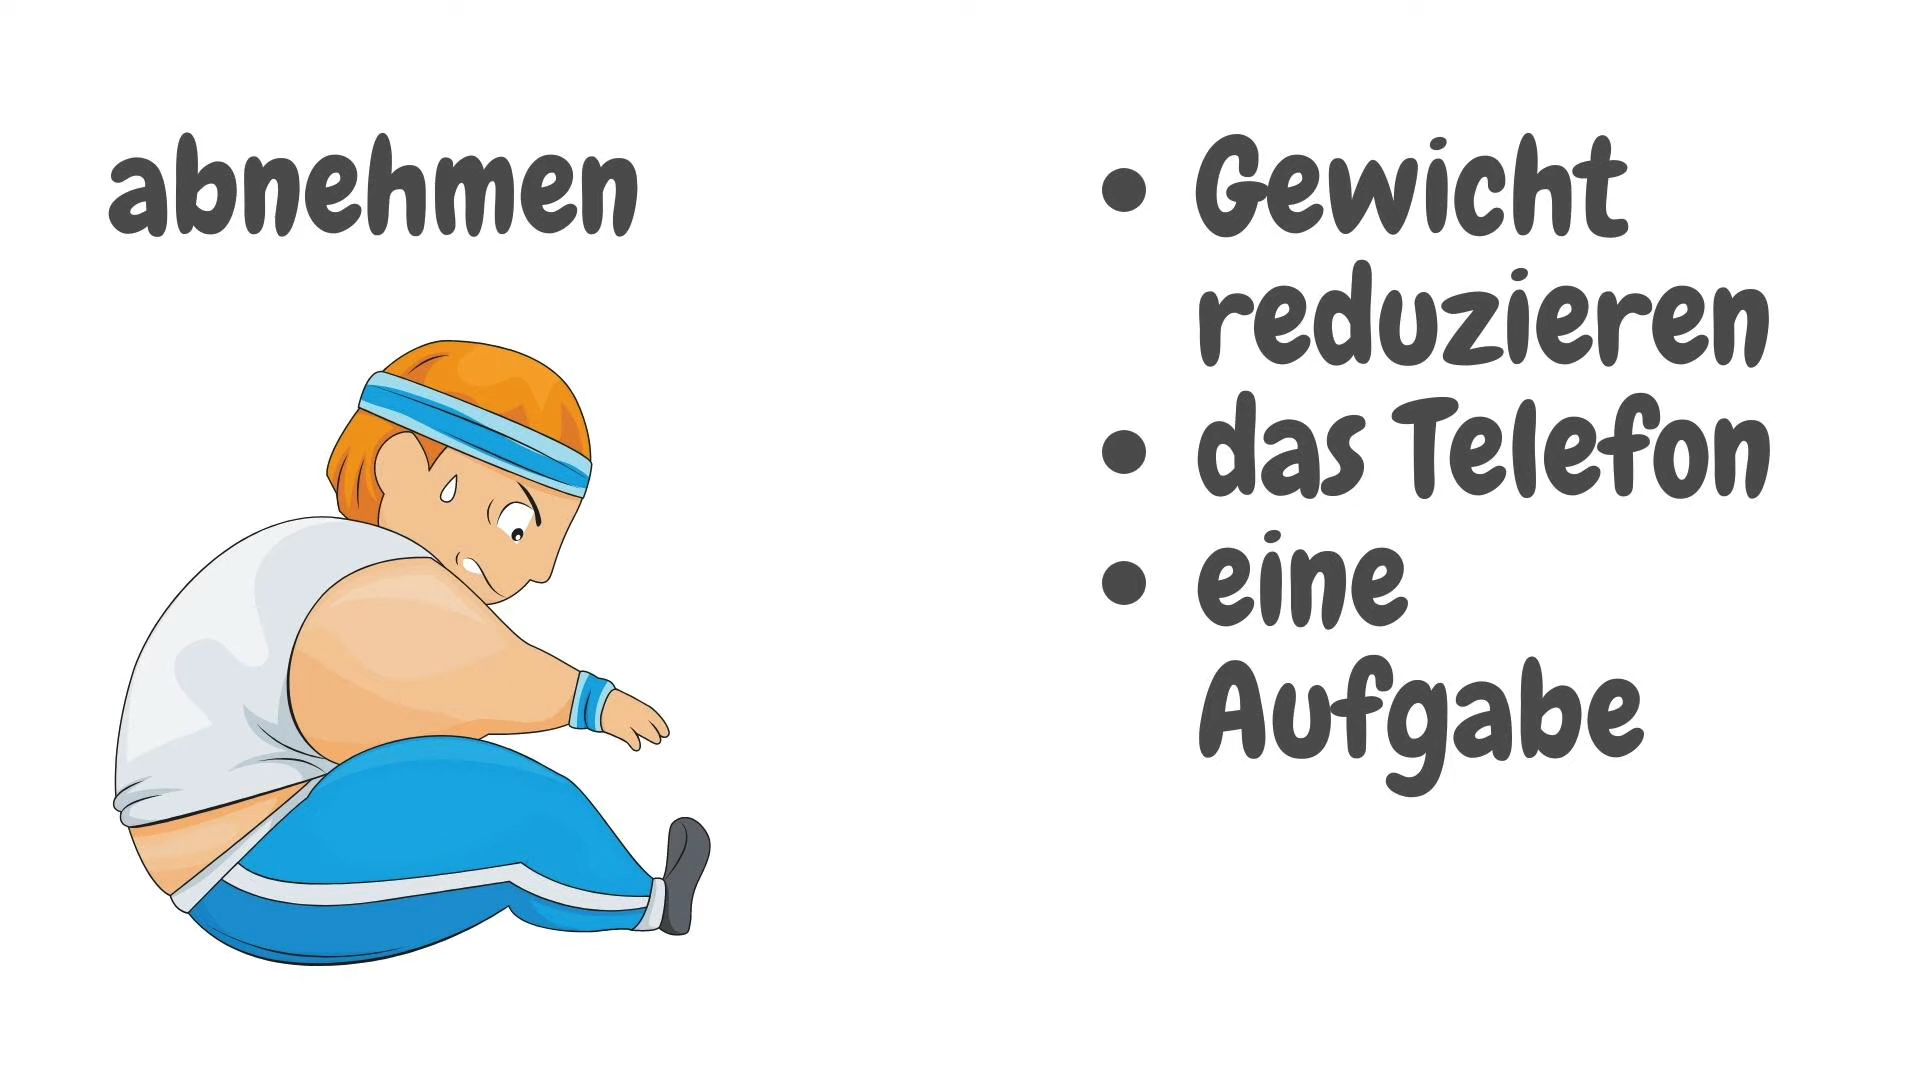 abnehmen
• Gewicht
reduzieren
• das Telefon
• eine
Aufgabe